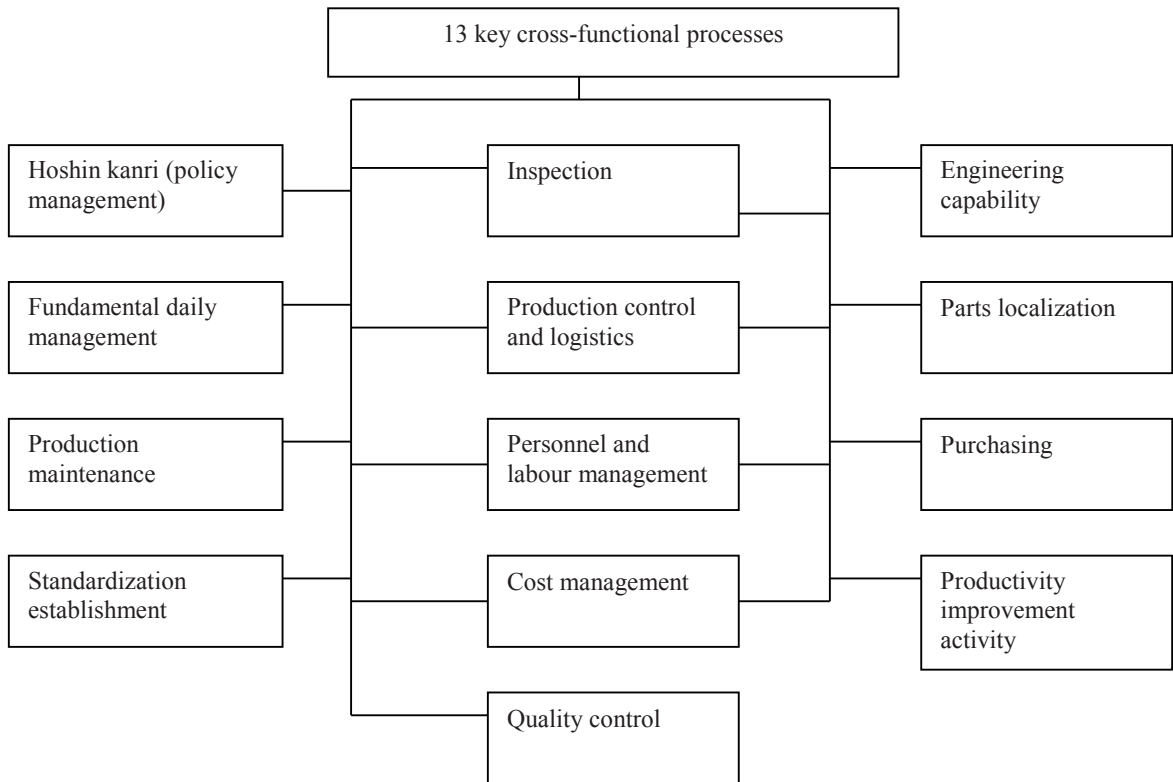 13 key cross-functional processes
Hoshin kanri (policy
management)
Inspection
Engineering
capability
Fundamental daily
management
Production control
and logistics
Parts localization
Production
maintenance
Personnel and
labour management
Purchasing
Standardization
establishment
Cost management
Productivity
improvement
activity
Quality control